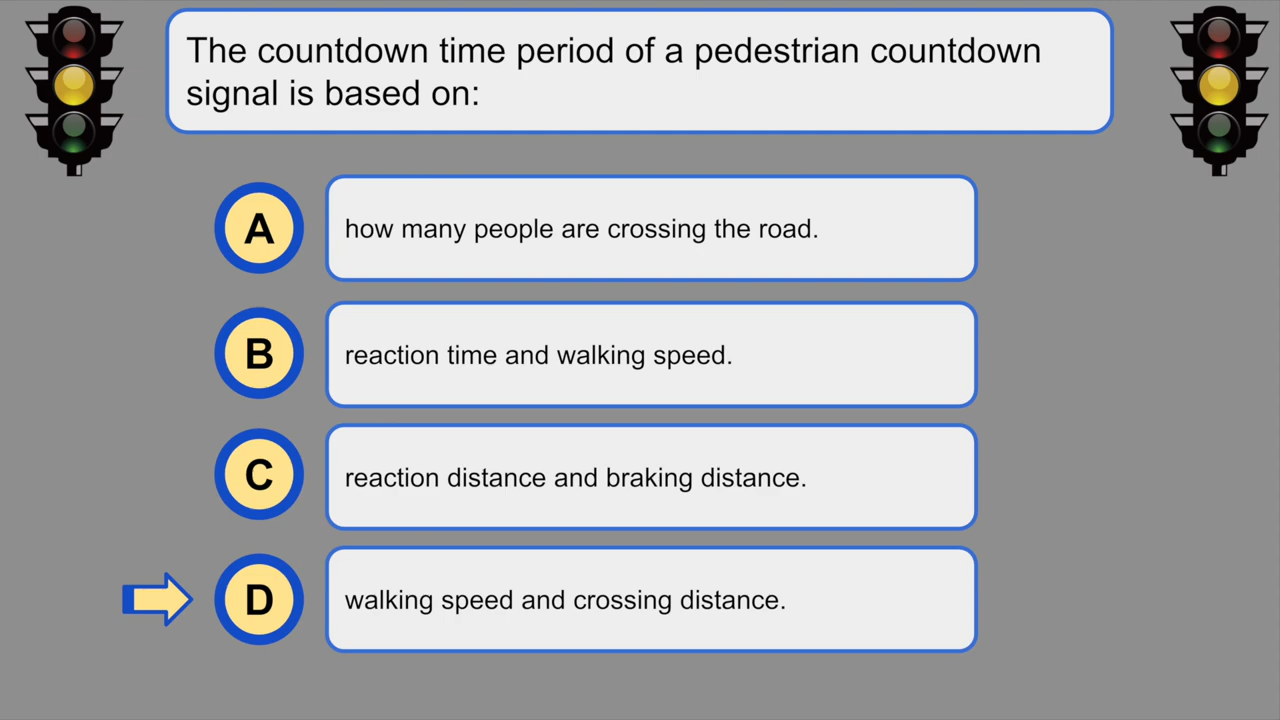 The countdown time period of a pedestrian countdown
signal is based on:
A
how many people are crossing the road.
B
reaction time and walking speed.
C
reaction distance and braking distance.
D
walking speed and crossing distance.